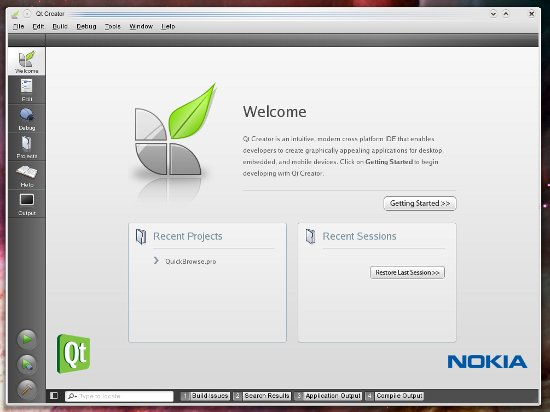 Qt Creator
File Edit Build Debug Tools Window Help
Welcome
Edit
Debug
Projects
Help
Output
Welcome
Qt Creator is an intuitive, modern cross platform IDE that enables
developers to create graphically appealing applications for desktop,
embedded, and mobile devices. Click on Getting Started to begin
developing with Qt Creator.
Getting Started >>
Recent Projects
QuickBrowse.pro
Recent Sessions
Restore Last Session >>
Qt
NOKIA
Type to locate
1 Build Issues 2 Search Results 3 Application Output 4 Compile Output